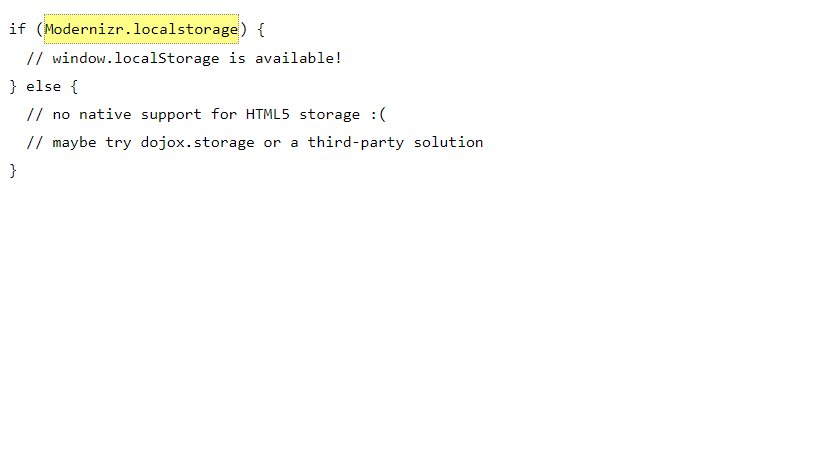 if (Modernizr.localstorage) {
  // window.localStorage is available!
} else {
  // no native support for HTML5 storage :(
  // maybe try dojox.storage or a third-party solution
}